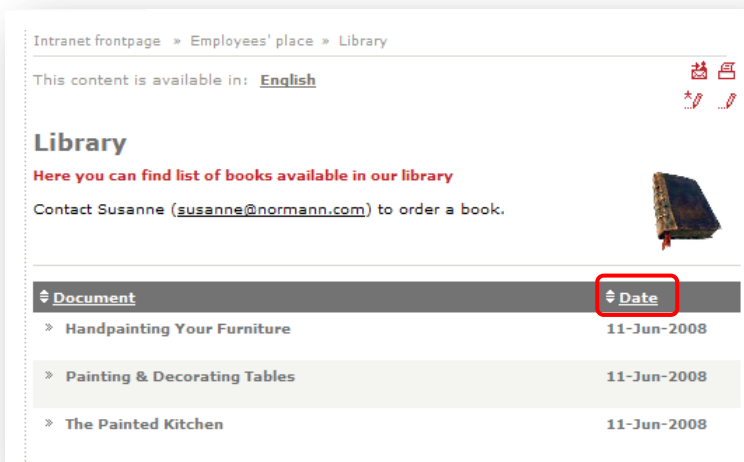 Intranet frontpage » Employees' place » Library
This content is available in: English
Library
Here you can find list of books available in our library
Contact Susanne (susanne@normann.com) to order a book.
Document Date
» Handpainting Your Furniture 11-Jun-2008
» Painting & Decorating Tables 11-Jun-2008
» The Painted Kitchen 11-Jun-2008